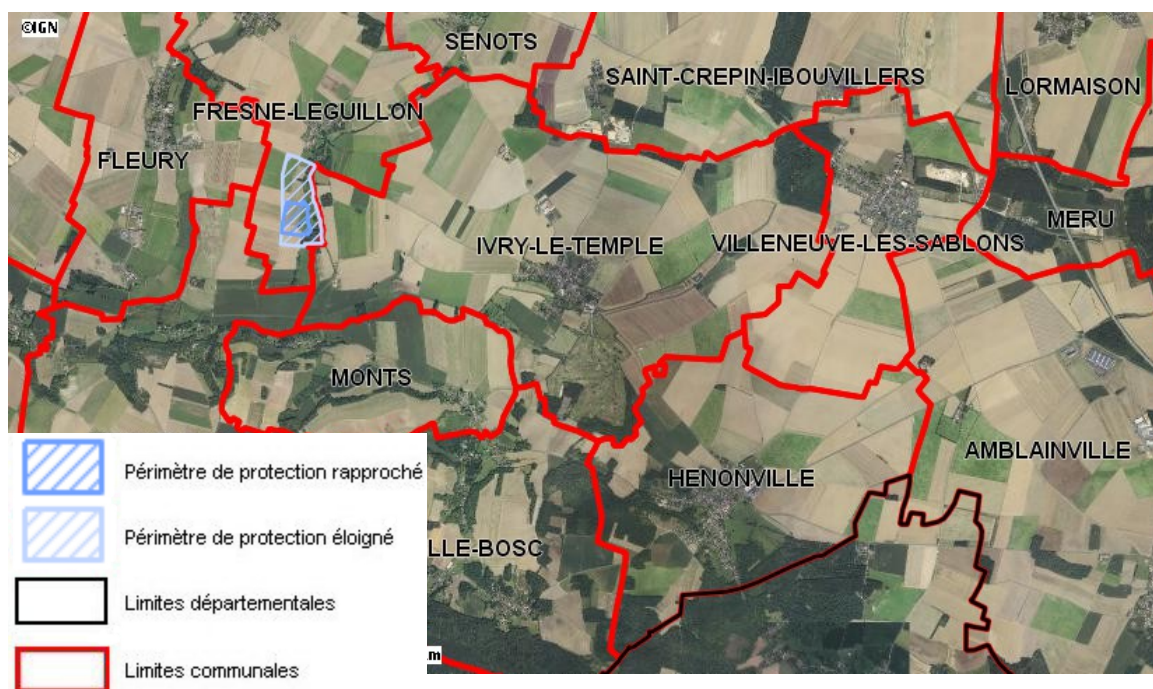 ©IGN
SENOTS
SAINT-CREPIN-IBOUVILLERS
LORMAISON
FRESNE-LEGUILLON
FLEURY
MERU
IVRY-LE-TEMPLE
VILLENEUVE-LES-SABLONS
MONTS
AMBLAINVILLE
HENONVILLE
LLE-BOSC
Périmètre de protection rapproché
Périmètre de protection éloigné
Limites départementales
Limites communales